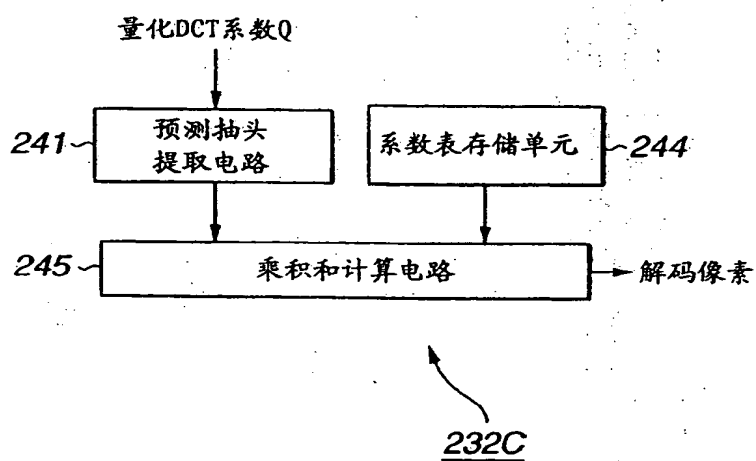 量化DCT系数Q
241
预测抽头
提取电路
系数表存储单元
244
245
乘积和计算电路
解码像素
232C